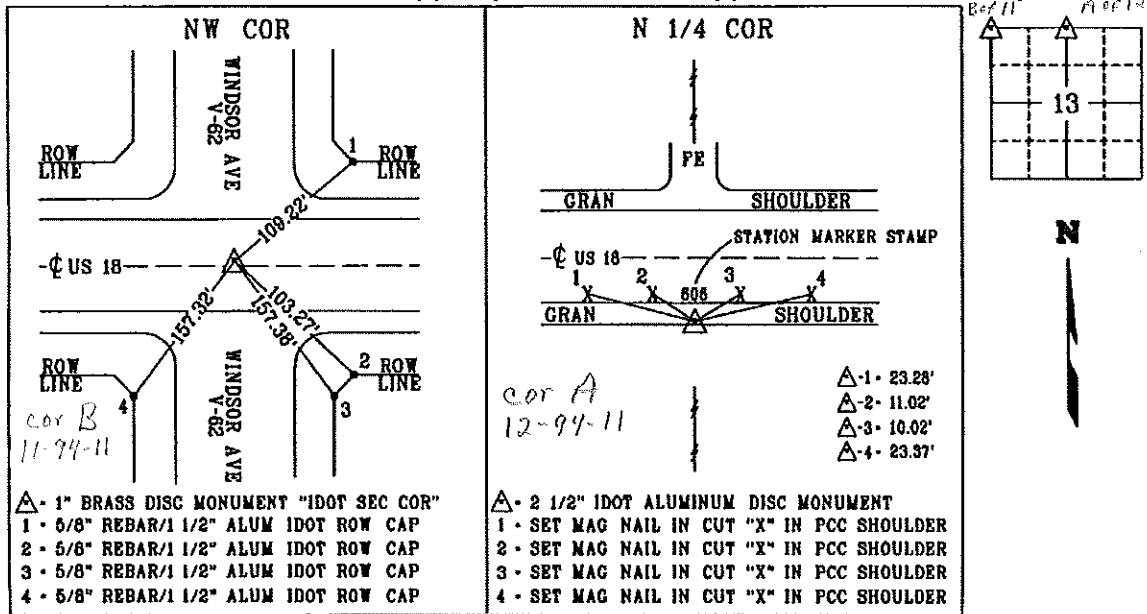 B of 11
A of 12
NW COR
WINDSOR AVE
V-62
ROW LINE
1
ROW LINE
109.22'
℄ US 18
157.32'
103.27'
157.38'
ROW LINE
2
ROW LINE
4
3
WINDSOR AVE
V-62
cor B
11-94-11
△ - 1" BRASS DISC MONUMENT "IDOT SEC COR"
1 - 5/8" REBAR/1 1/2" ALUM IDOT ROW CAP
2 - 5/8" REBAR/1 1/2" ALUM IDOT ROW CAP
3 - 5/8" REBAR/1 1/2" ALUM IDOT ROW CAP
4 - 5/8" REBAR/1 1/2" ALUM IDOT ROW CAP
N 1/4 COR
FE
GRAN SHOULDER
STATION MARKER STAMP
℄ US 18
1 2 3 4
606
GRAN SHOULDER
cor A
12-94-11
△-1 - 23.28'
△-2 - 11.02'
△-3 - 10.02'
△-4 - 23.37'
△ - 2 1/2" IDOT ALUMINUM DISC MONUMENT
1 - SET MAG NAIL IN CUT "X" IN PCC SHOULDER
2 - SET MAG NAIL IN CUT "X" IN PCC SHOULDER
3 - SET MAG NAIL IN CUT "X" IN PCC SHOULDER
4 - SET MAG NAIL IN CUT "X" IN PCC SHOULDER
13
N